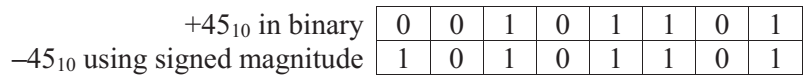 +45₁₀ in binary 0 0 1 0 1 1 0 1
–45₁₀ using signed magnitude 1 0 1 0 1 1 0 1